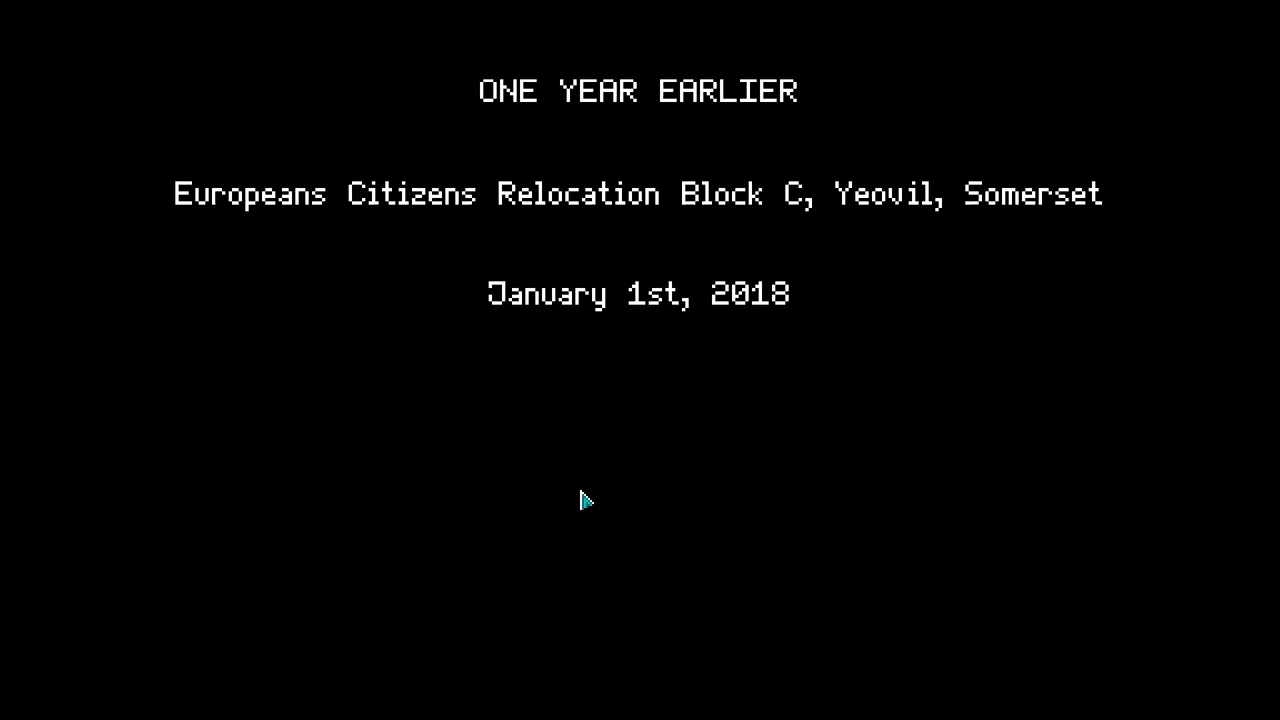 ONE YEAR EARLIER
Europeans Citizens Relocation Block C, Yeovil, Somerset
January 1st, 2018